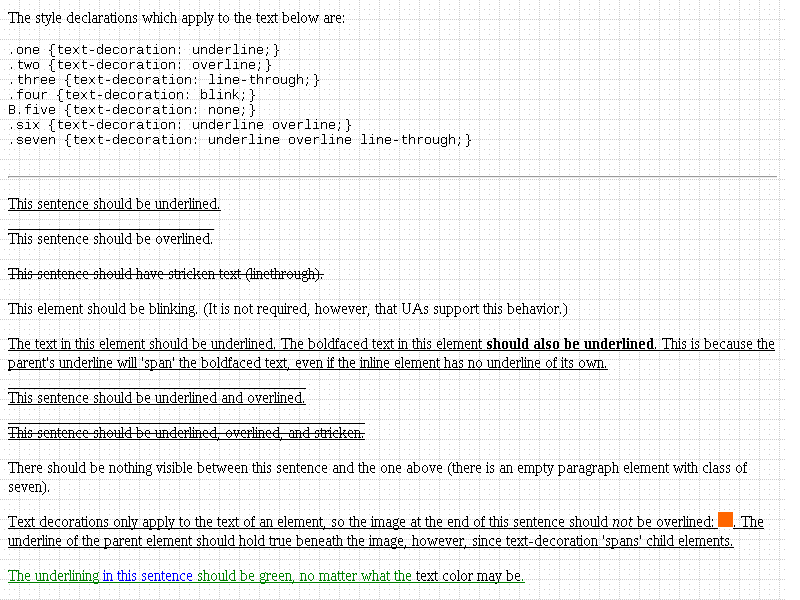 The style declarations which apply to the text below are:
.one {text-decoration: underline;}
.two {text-decoration: overline;}
.three {text-decoration: line-through;}
.four {text-decoration: blink;}
B.five {text-decoration: none;}
.six {text-decoration: underline overline;}
.seven {text-decoration: underline overline line-through;}
This sentence should be underlined.
This sentence should be overlined.
This sentence should have stricken text (linethrough).
This element should be blinking. (It is not required, however, that UAs support this behavior.)
The text in this element should be underlined. The boldfaced text in this element should also be underlined. This is because the
parent's underline will 'span' the boldfaced text, even if the inline element has no underline of its own.
This sentence should be underlined and overlined.
This sentence should be underlined, overlined, and stricken.
There should be nothing visible between this sentence and the one above (there is an empty paragraph element with class of
seven).
Text decorations only apply to the text of an element, so the image at the end of this sentence should not be overlined: . The
underline of the parent element should hold true beneath the image, however, since text-decoration 'spans' child elements.
The underlining in this sentence should be green, no matter what the text color may be.